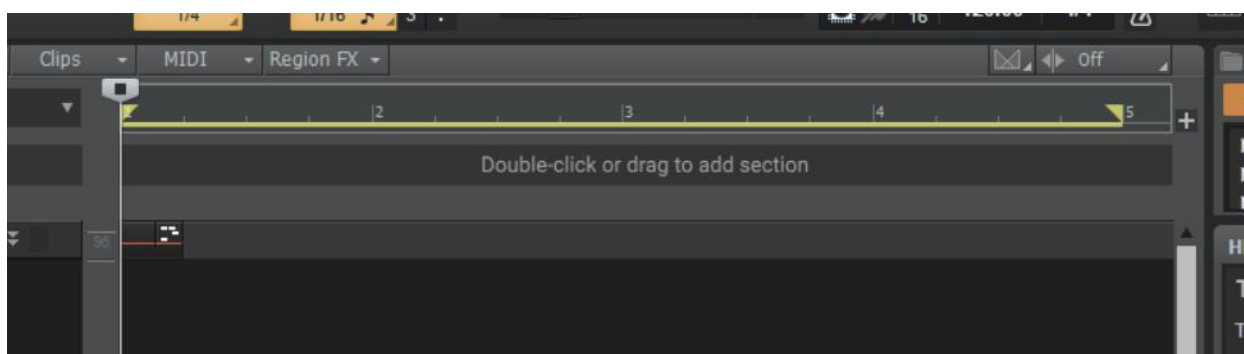 1/4 1/16 3 16
Clips MIDI Region FX Off
2 3 4 5
Double-click or drag to add section
96